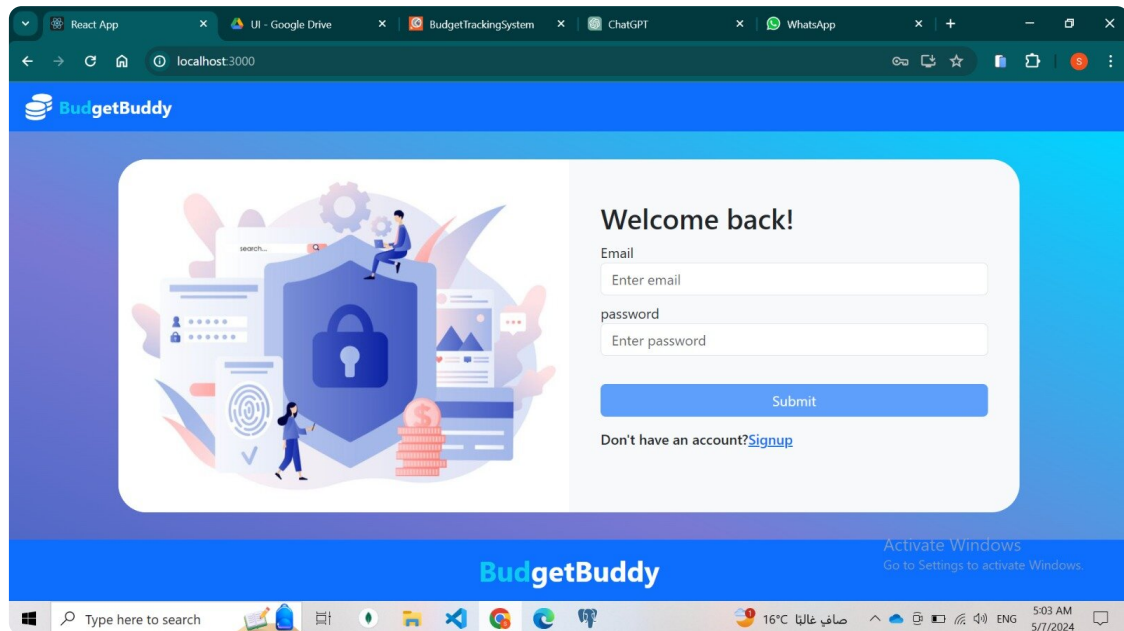 React App
UI - Google Drive
BudgetTrackingSystem
ChatGPT
WhatsApp
localhost:3000
S
BudgetBuddy
search...
Welcome back!
Email
Enter email
password
Enter password
Submit
Don't have an account?Signup
$
Activate Windows
Go to Settings to activate Windows.
BudgetBuddy
Type here to search
16°C صافٍ غالبًا
ENG
5:03 AM
5/7/2024